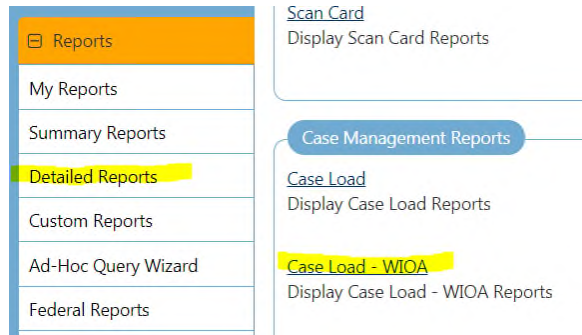 Reports
My Reports
Summary Reports
Detailed Reports
Custom Reports
Ad-Hoc Query Wizard
Federal Reports
Scan Card
Display Scan Card Reports
Case Management Reports
Case Load
Display Case Load Reports
Case Load - WIOA
Display Case Load - WIOA Reports